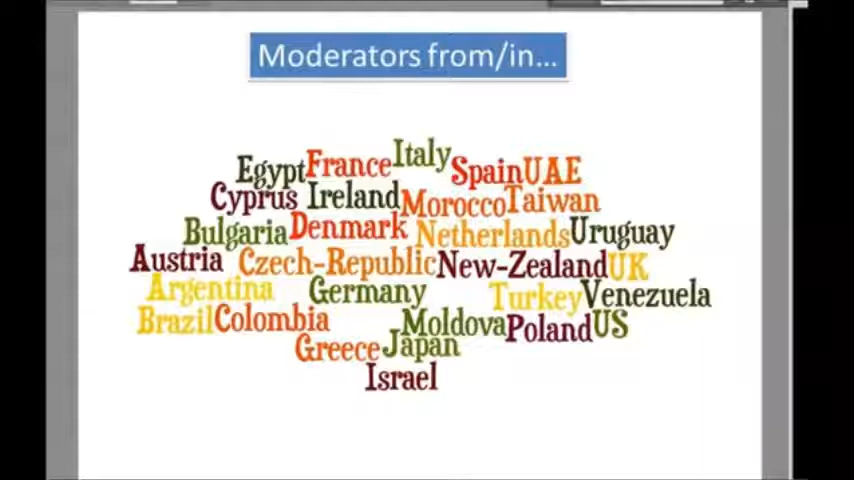 Moderators from/in...
Egypt France Italy Spain UAE
Cyprus Ireland Morocco Taiwan
Bulgaria Denmark Netherlands Uruguay
Austria Czech-Republic New-Zealand UK
Argentina Germany Turkey Venezuela
Brazil Colombia Moldova Poland US
Greece Japan
Israel